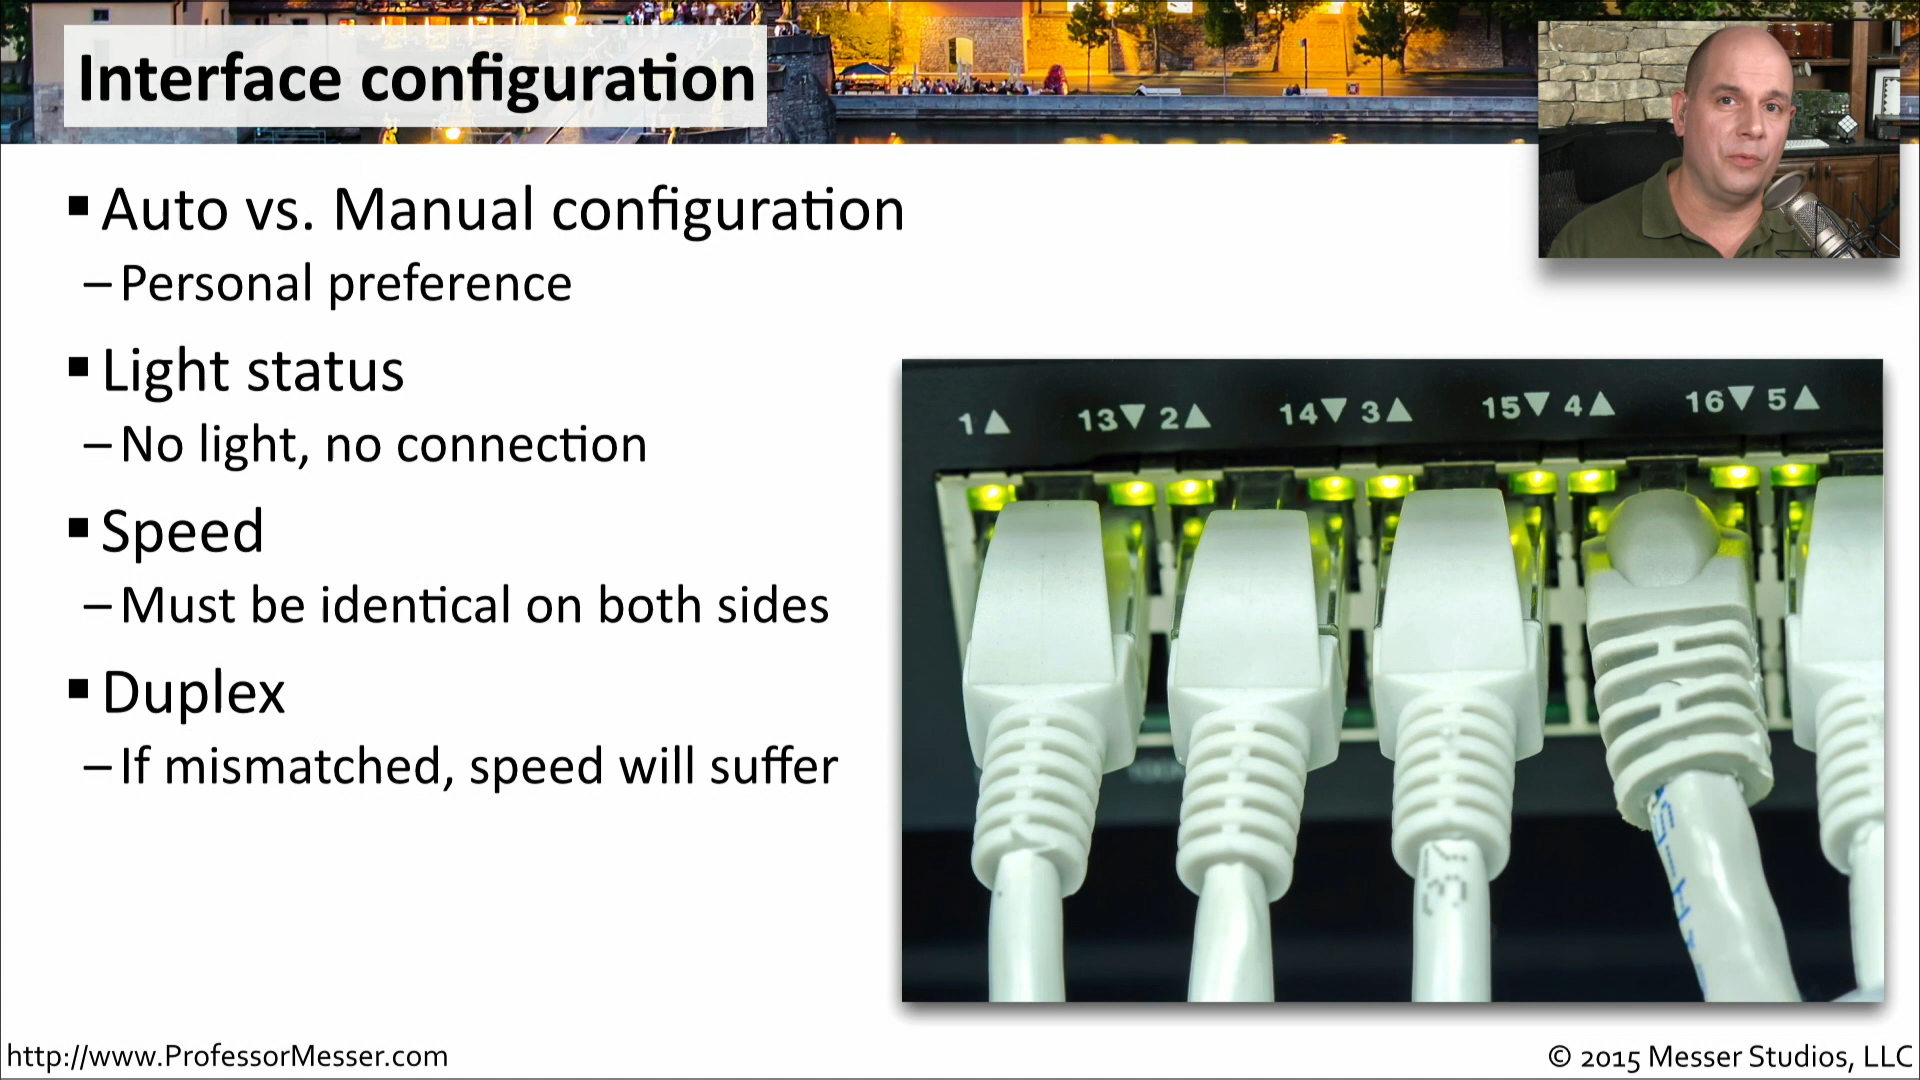 Interface configuration
Auto vs. Manual configuration
– Personal preference
Light status
– No light, no connection
Speed
– Must be identical on both sides
Duplex
– If mismatched, speed will suffer
1▲ 13▼ 2▲ 14▼ 3▲ 15▼ 4▲ 16▼ 5▲
http://www.ProfessorMesser.com
© 2015 Messer Studios, LLC